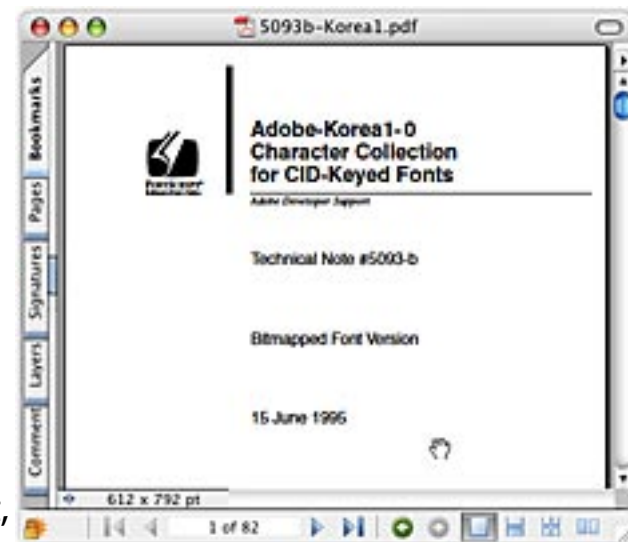 5093b-Korea1.pdf
Bookmarks
Pages
Signatures
Layers
Comment
Adobe-Korea1-0
Character Collection
for CID-Keyed Fonts
Adobe Developer Support
Technical Note #5093-b
Bitmapped Font Version
15 June 1995
612 x 792 pt
1 of 82